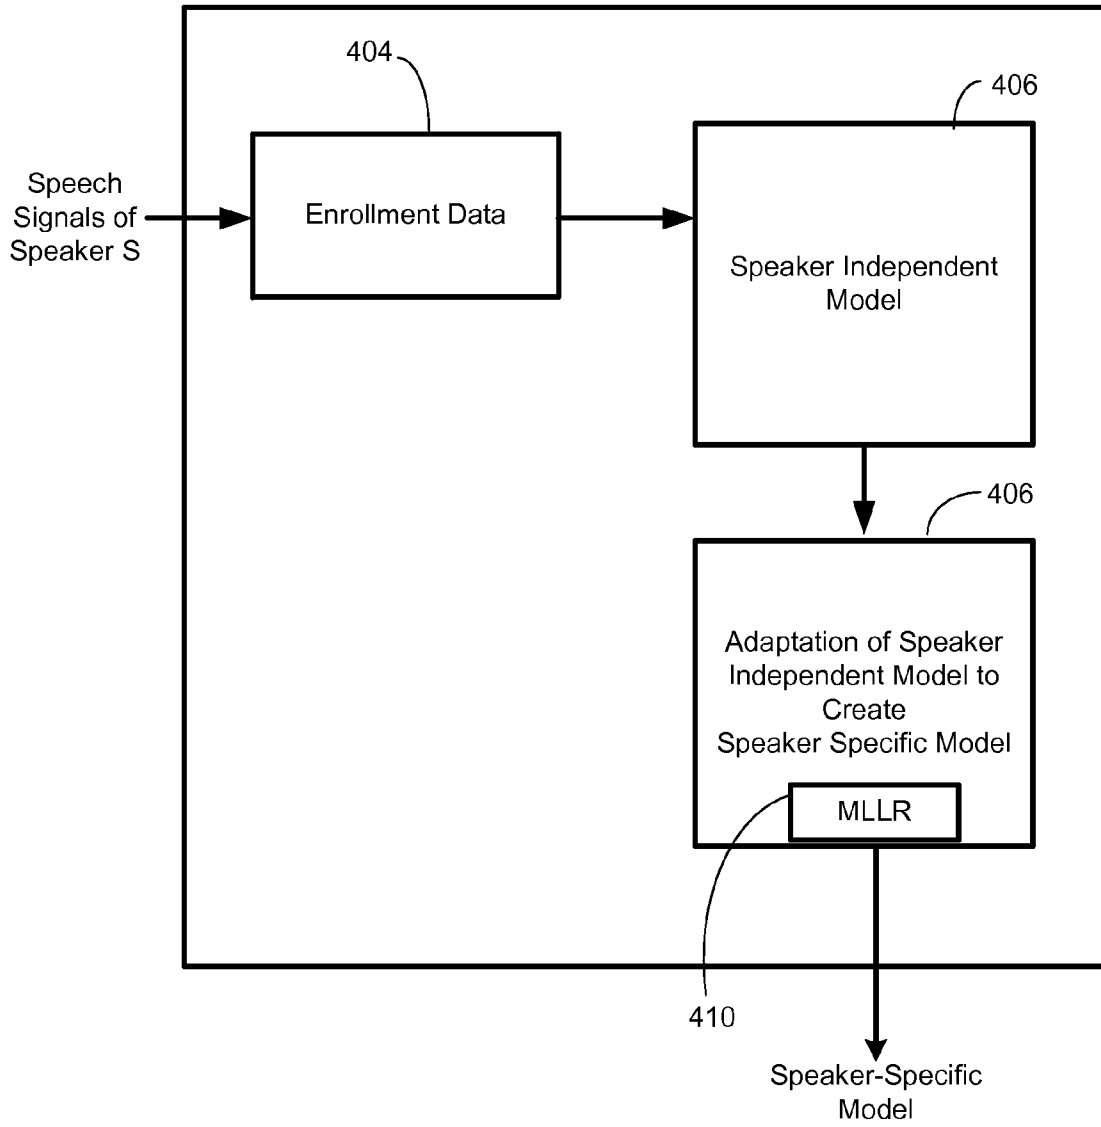 404
406
Speech
Signals of
Speaker S
Enrollment Data
Speaker Independent
Model
406
Adaptation of Speaker
Independent Model to
Create
Speaker Specific Model
MLLR
410
Speaker-Specific
Model